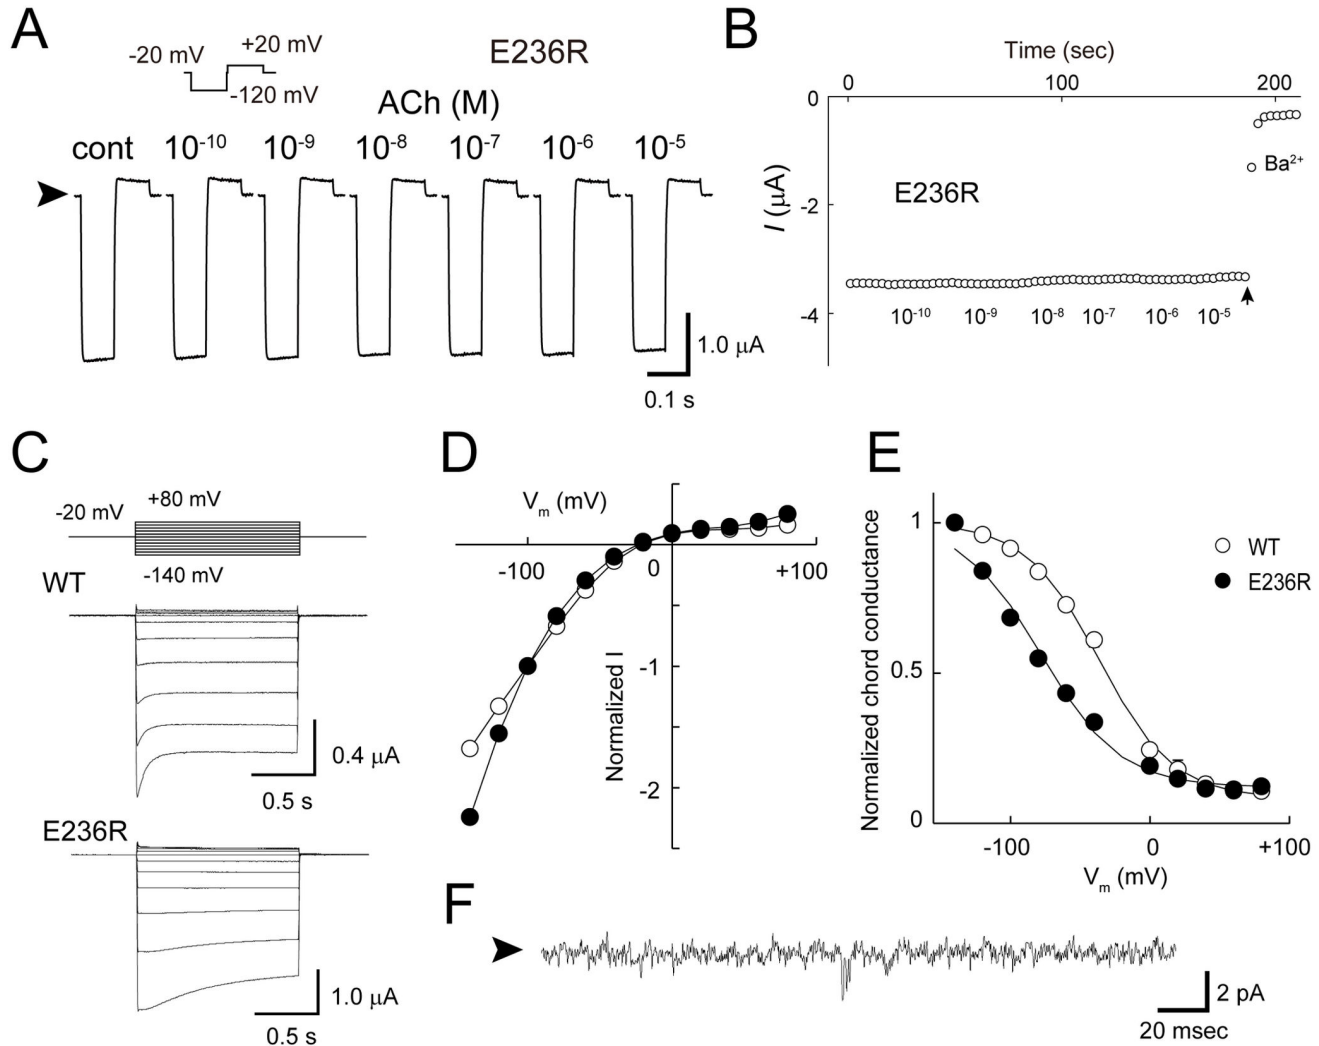 A
-20 mV
+20 mV
-120 mV
E236R
ACh (M)
cont 10⁻¹⁰ 10⁻⁹ 10⁻⁸ 10⁻⁷ 10⁻⁶ 10⁻⁵
1.0 μA
0.1 s
B
Time (sec)
0 100 200
0
-2
-4
I (μA)
E236R
Ba²⁺
10⁻¹⁰ 10⁻⁹ 10⁻⁸ 10⁻⁷ 10⁻⁶ 10⁻⁵
C
-20 mV
+80 mV
-140 mV
WT
0.4 μA
0.5 s
E236R
1.0 μA
0.5 s
D
Vₘ (mV)
-100 0 +100
-1
-2
Normalized I
E
Normalized chord conductance
1
0.5
0
-100 0 +100
Vₘ (mV)
WT
E236R
F
2 pA
20 msec